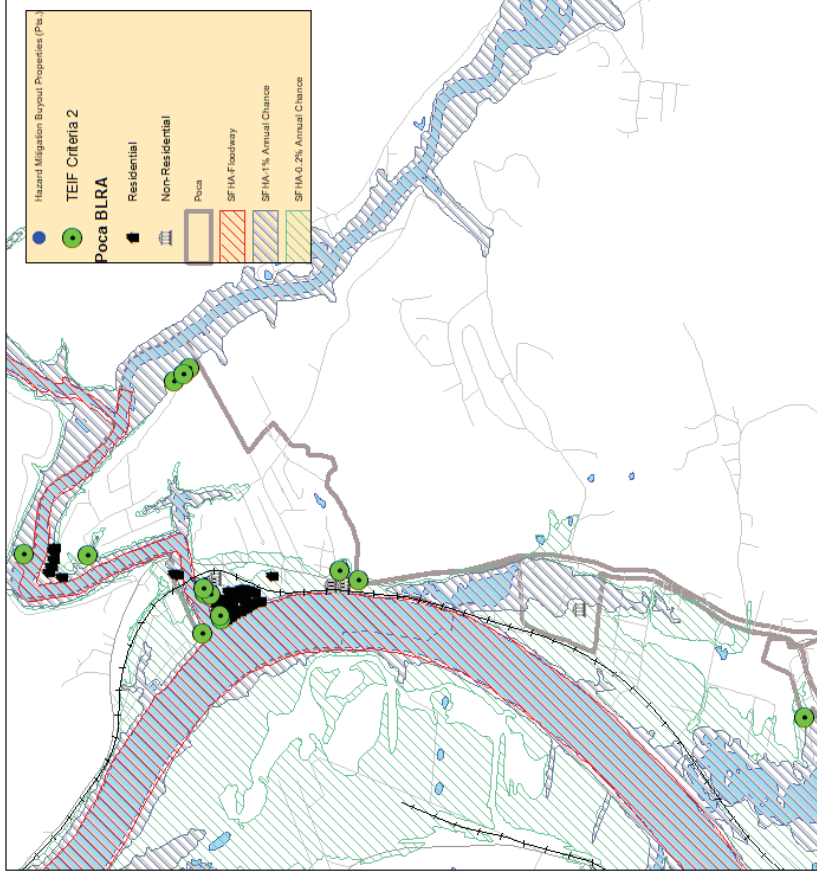 Hazard Mitigation Buyout Properties (Pts.)
TEIF Criteria 2
Poca BLRA
Residential
Non-Residential
Poca
SFHA-Floodway
SFHA-1% Annual Chance
SFHA-0.2% Annual Chance